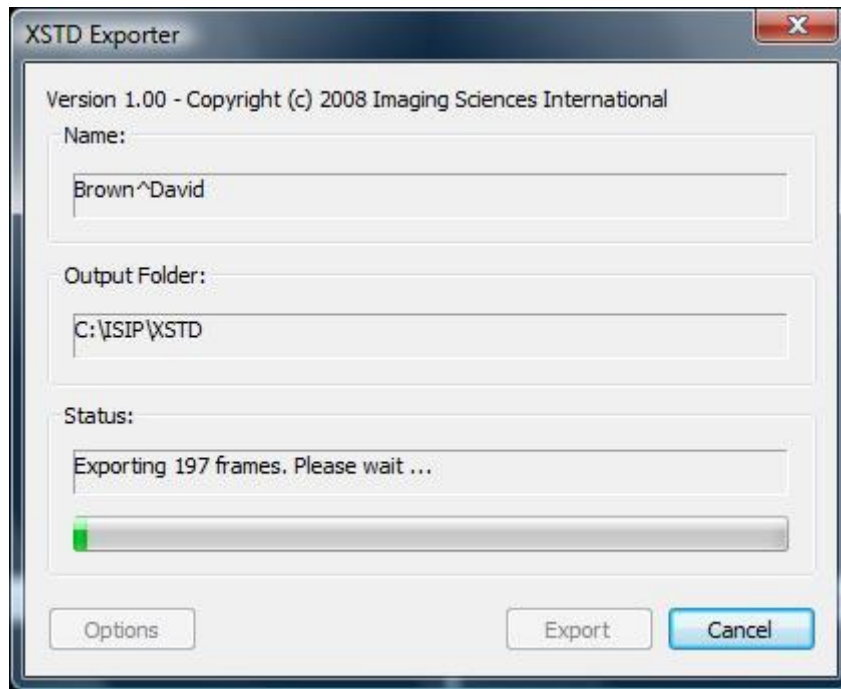 XSTD Exporter
Version 1.00 - Copyright (c) 2008 Imaging Sciences International
Name:
Brown^David
Output Folder:
C:\ISIP\XSTD
Status:
Exporting 197 frames. Please wait ...
Options
Export
Cancel